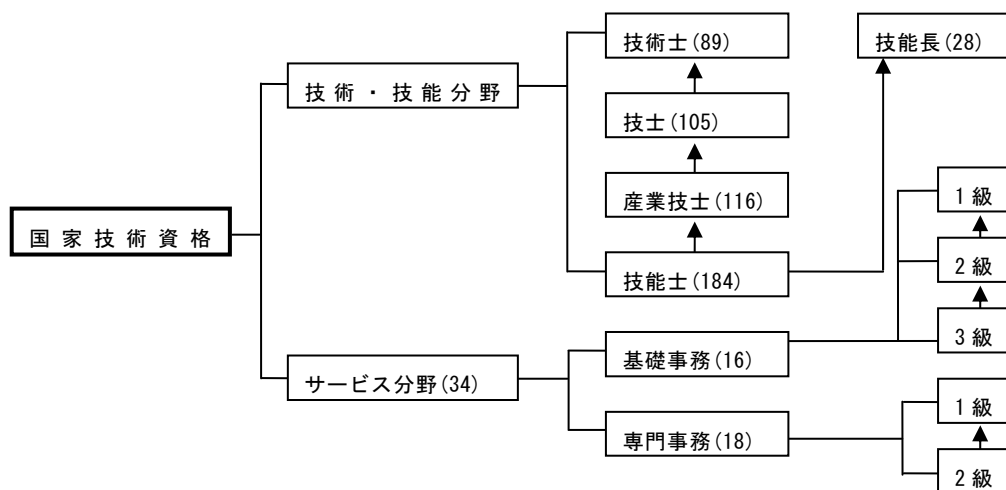 技術士(89)
技能長(28)
技術・技能分野
技士(105)
産業技士(116)
1級
国家技術資格
2級
技能士(184)
3級
基礎事務(16)
サービス分野(34)
1級
専門事務(18)
2級